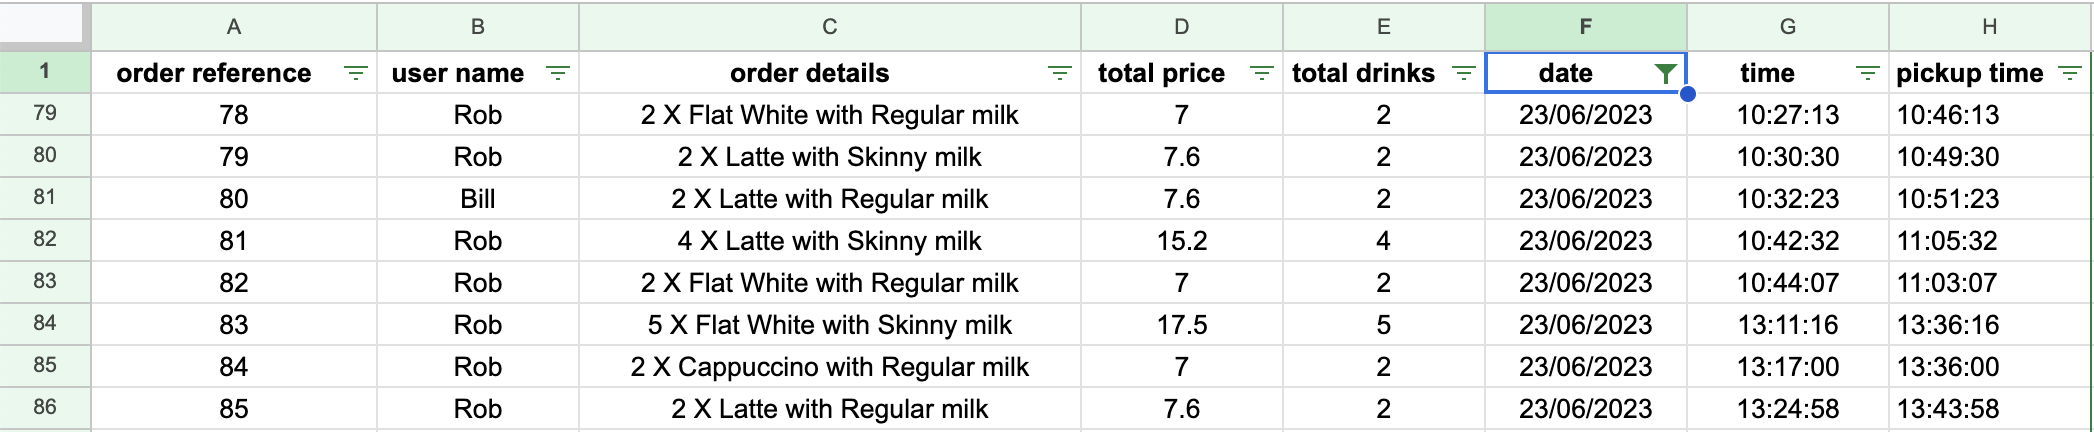 A B C D E F G H
1 order reference user name order details total price total drinks date time pickup time
79 78 Rob 2 X Flat White with Regular milk 7 2 23/06/2023 10:27:13 10:46:13
80 79 Rob 2 X Latte with Skinny milk 7.6 2 23/06/2023 10:30:30 10:49:30
81 80 Bill 2 X Latte with Regular milk 7.6 2 23/06/2023 10:32:23 10:51:23
82 81 Rob 4 X Latte with Skinny milk 15.2 4 23/06/2023 10:42:32 11:05:32
83 82 Rob 2 X Flat White with Regular milk 7 2 23/06/2023 10:44:07 11:03:07
84 83 Rob 5 X Flat White with Skinny milk 17.5 5 23/06/2023 13:11:16 13:36:16
85 84 Rob 2 X Cappuccino with Regular milk 7 2 23/06/2023 13:17:00 13:36:00
86 85 Rob 2 X Latte with Regular milk 7.6 2 23/06/2023 13:24:58 13:43:58